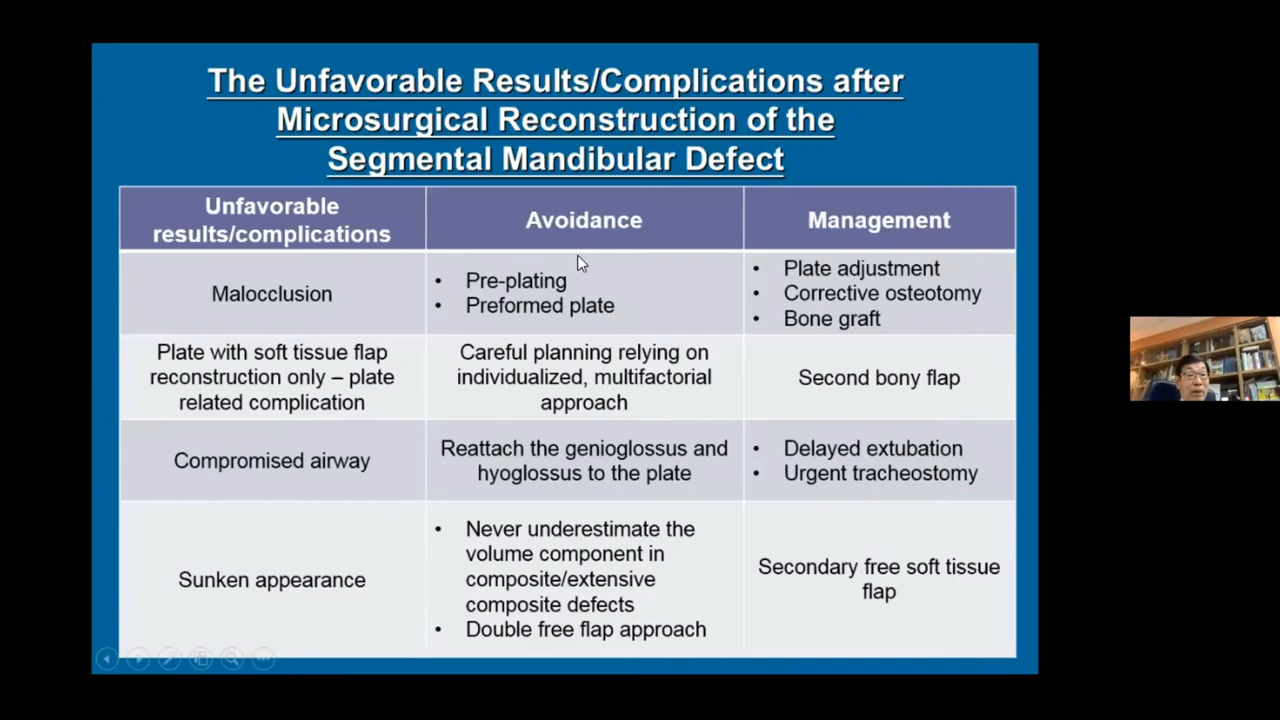 The Unfavorable Results/Complications after
Microsurgical Reconstruction of the
Segmental Mandibular Defect
Unfavorable
results/complications
Avoidance
Management
Malocclusion
• Pre-plating
• Preformed plate
• Plate adjustment
• Corrective osteotomy
• Bone graft
Plate with soft tissue flap
reconstruction only – plate
related complication
Careful planning relying on
individualized, multifactorial
approach
Second bony flap
Compromised airway
Reattach the genioglossus and
hyoglossus to the plate
• Delayed extubation
• Urgent tracheostomy
Sunken appearance
• Never underestimate the
volume component in
composite/extensive
composite defects
• Double free flap approach
Secondary free soft tissue
flap